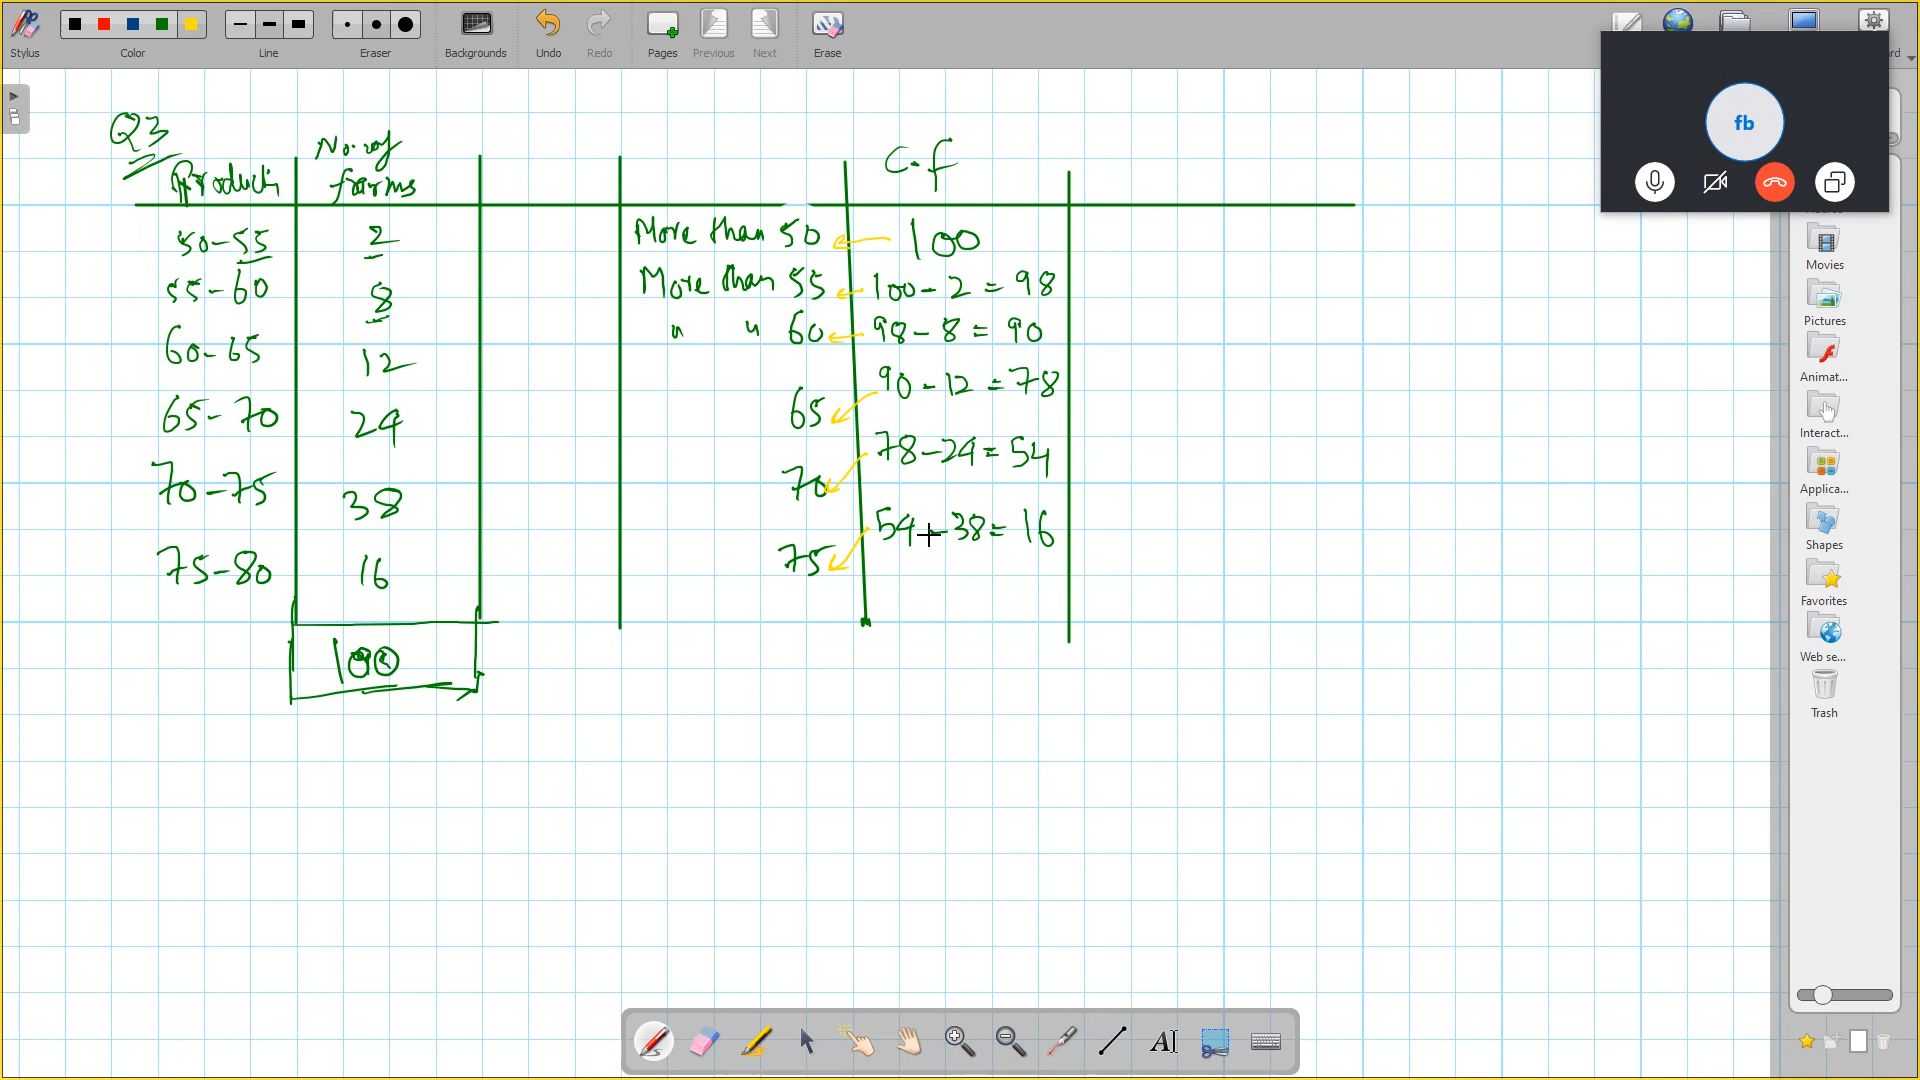 Stylus
Color
Line
Eraser
Backgrounds
Undo
Redo
Pages
Previous
Next
Erase
rd
fb
Q3
No. of
farms
C.f
50-55 2 More than 50 100
55-60 8 More than 55 100-2=98
60-65 12 " " 60 98-8=90
65-70 24 65 90-12=78
70-75 38 70 78-24=54
75-80 16 75 54-38=16
100
Movies
Pictures
Animat...
Interact...
Applica...
Shapes
Favorites
Web se...
Trash